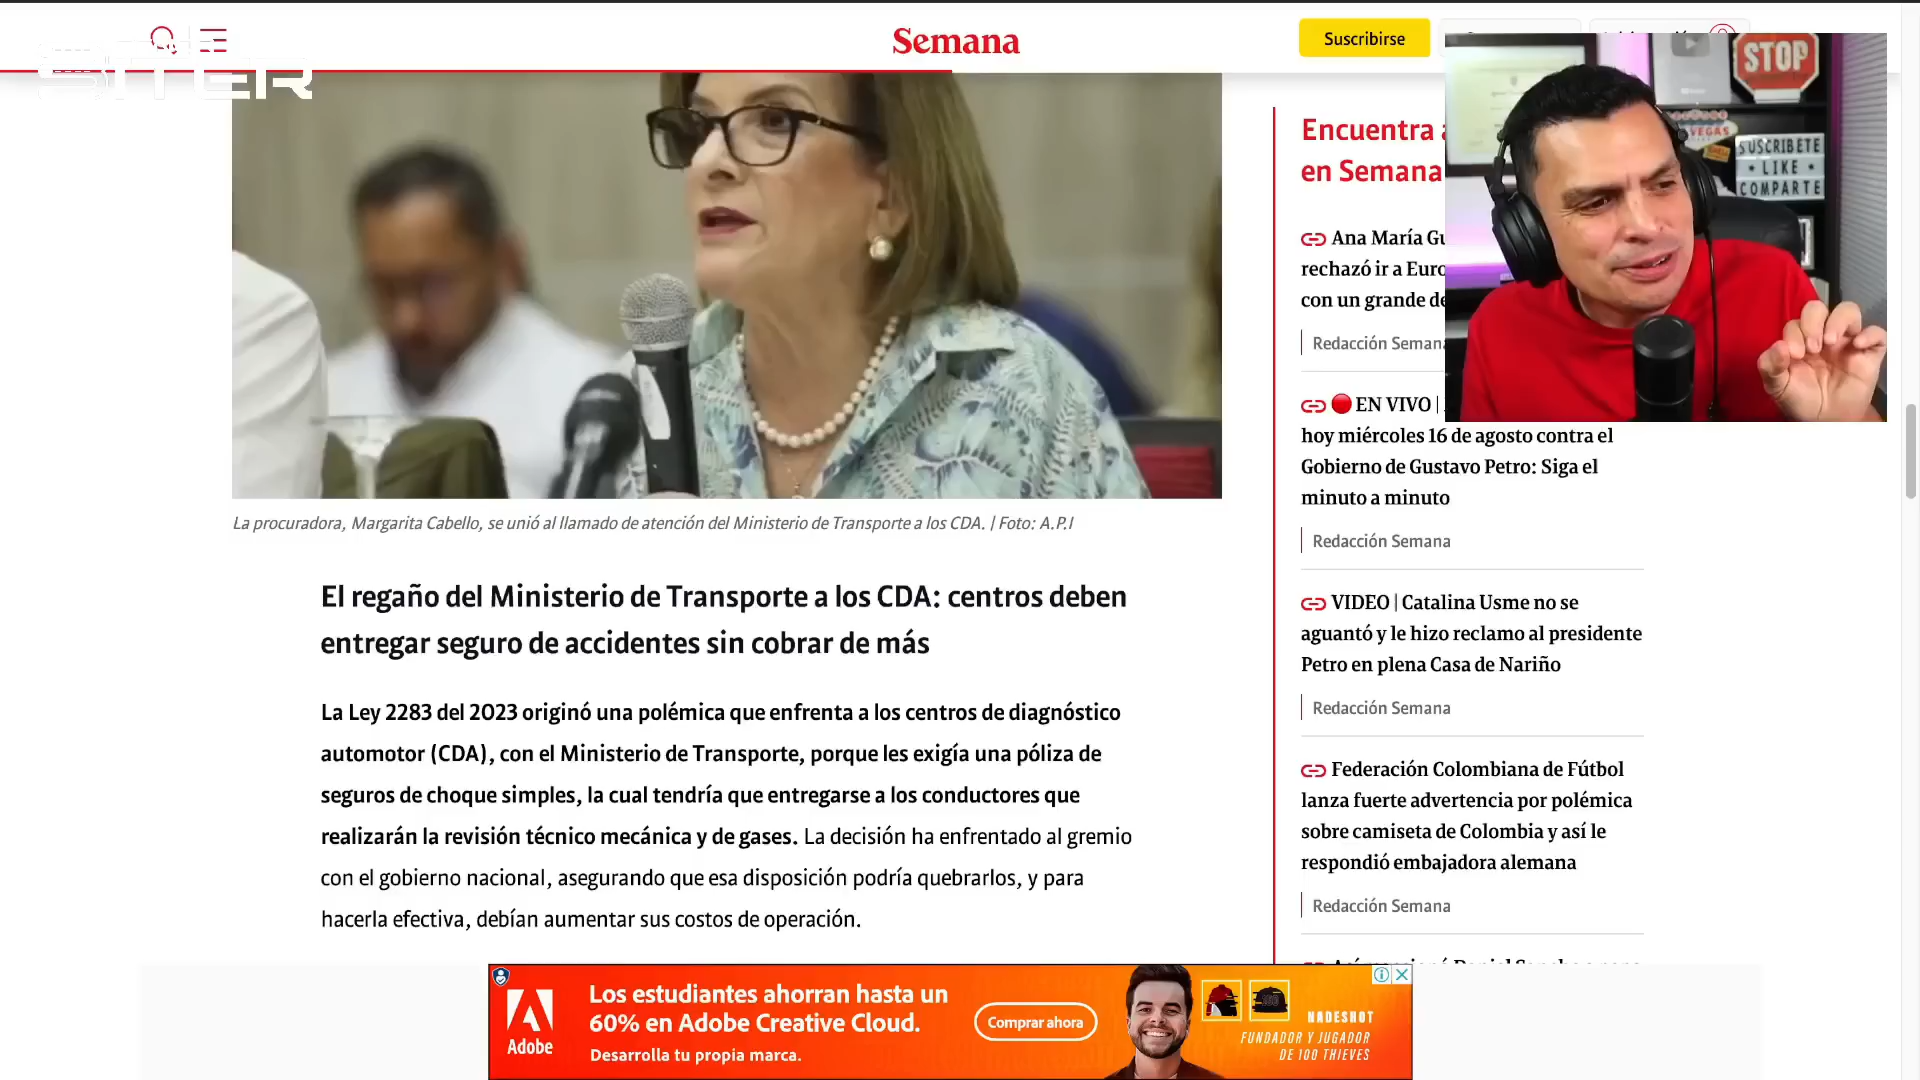 SITER
Semana
Suscribirse
STOP
VEGAS
SUSCRIBETE
* LIKE *
COMPARTE
La procuradora, Margarita Cabello, se unió al llamado de atención del Ministerio de Transporte a los CDA. | Foto: A.P.I
El regaño del Ministerio de Transporte a los CDA: centros deben
entregar seguro de accidentes sin cobrar de más
La Ley 2283 del 2023 originó una polémica que enfrenta a los centros de diagnóstico
automotor (CDA), con el Ministerio de Transporte, porque les exigía una póliza de
seguros de choque simples, la cual tendría que entregarse a los conductores que
realizarán la revisión técnico mecánica y de gases. La decisión ha enfrentado al gremio
con el gobierno nacional, asegurando que esa disposición podría quebrarlos, y para
hacerla efectiva, debían aumentar sus costos de operación.
Encuentra
en Semana
Ana María
rechazó ir a
con un grande
Redacción Semana
EN VIVO |
hoy miércoles 16 de agosto contra el
Gobierno de Gustavo Petro: Siga el
minuto a minuto
Redacción Semana
VIDEO | Catalina Usme no se
aguantó y le hizo reclamo al presidente
Petro en plena Casa de Nariño
Redacción Semana
Federación Colombiana de Fútbol
lanza fuerte advertencia por polémica
sobre camiseta de Colombia y así le
respondió embajadora alemana
Redacción Semana
Adobe
Los estudiantes ahorran hasta un
60% en Adobe Creative Cloud.
Desarrolla tu propia marca.
Comprar ahora
NADESHOT
FUNDADOR Y JUGADOR
DE 100 THIEVES